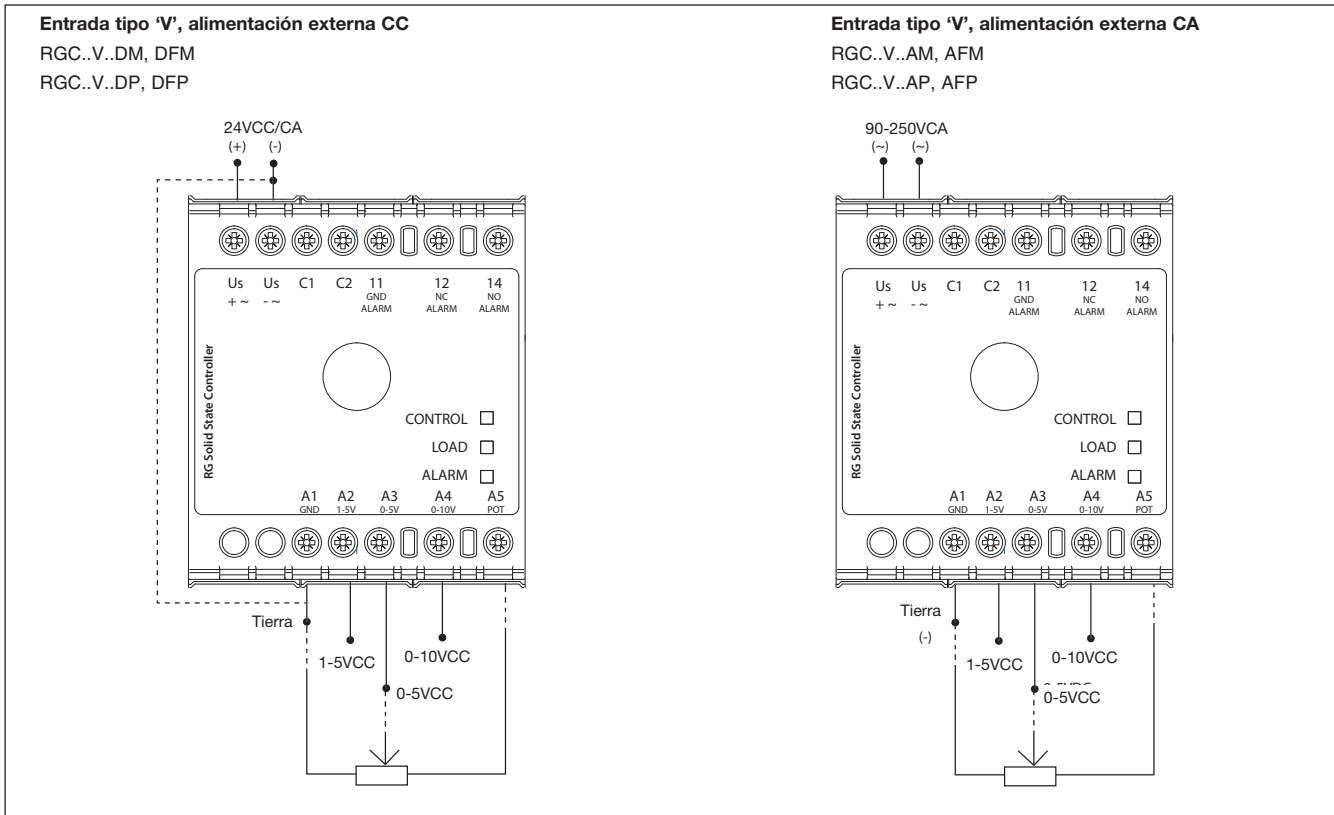 Entrada tipo ‘V’, alimentación externa CC
RGC..V..DM, DFM
RGC..V..DP, DFP
24VCC/CA
(+) (-)
Us Us C1 C2 11 12 14
+ ~ - ~ GND NC NO
ALARM ALARM ALARM
RG Solid State Controller
CONTROL
LOAD
ALARM
A1 A2 A3 A4 A5
GND 1-5V 0-5V 0-10V POT
Tierra
1-5VCC
0-10VCC
0-5VCC
Entrada tipo ‘V’, alimentación externa CA
RGC..V..AM, AFM
RGC..V..AP, AFP
90-250VCA
(~) (~)
Us Us C1 C2 11 12 14
+ ~ - ~ GND NC NO
ALARM ALARM ALARM
RG Solid State Controller
CONTROL
LOAD
ALARM
A1 A2 A3 A4 A5
GND 1-5V 0-5V 0-10V POT
Tierra
(-)
1-5VCC
0-10VCC
0-5VCC